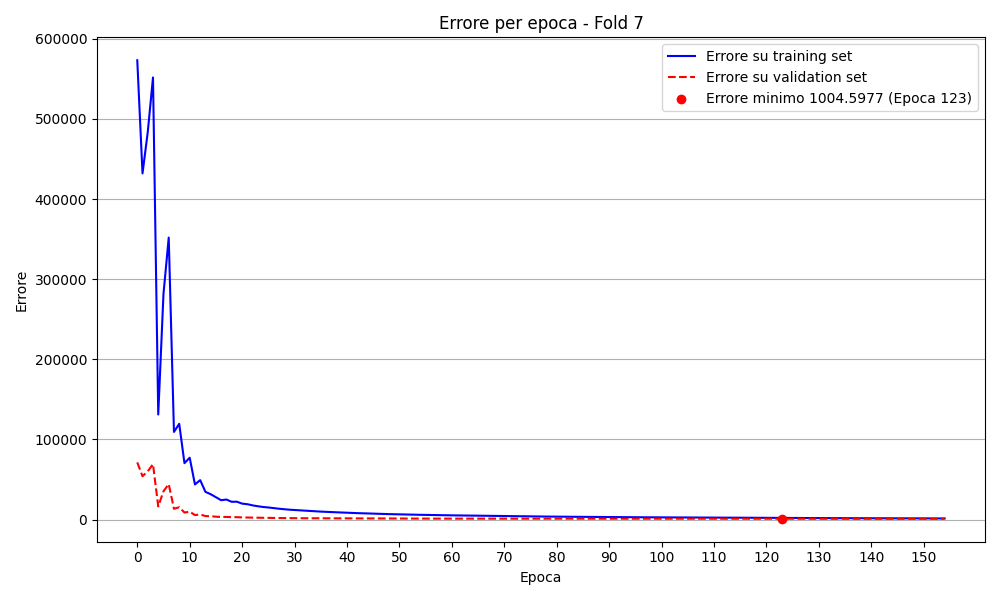 Errore per epoca - Fold 7
Errore su training set
Errore su validation set
Errore minimo 1004.5977 (Epoca 123)
Errore
600000
500000
400000
300000
200000
100000
0
0 10 20 30 40 50 60 70 80 90 100 110 120 130 140 150
Epoca